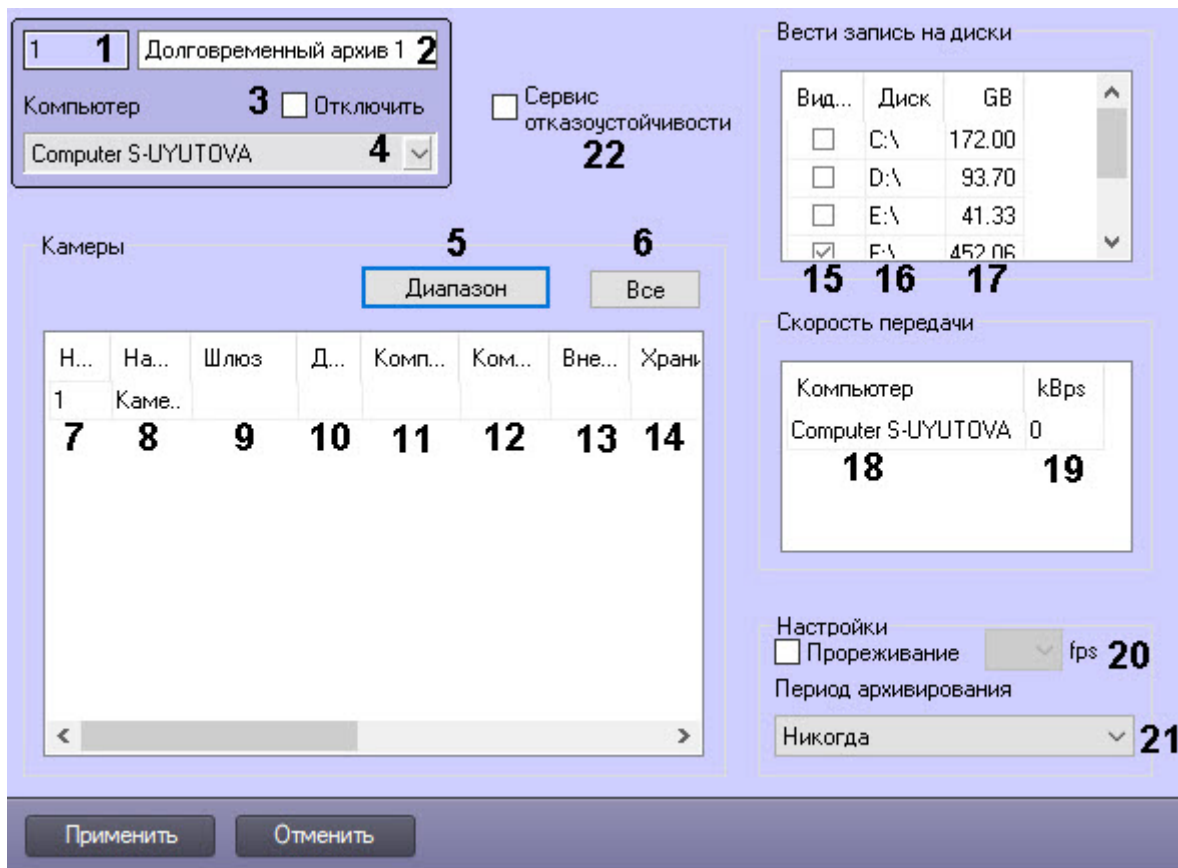 1 1 Долговременный архив 1 2
Компьютер 3 Отключить
Computer S-UYUTOVA 4
Сервис
отказоустойчивости
22
Вести запись на диски
Вид... Диск GB
C:\ 172.00
D:\ 93.70
E:\ 41.33
F:\ 452.06
15 16 17
Камеры 5 6
Диапазон Все
Н... На... Шлюз Д... Комп... Ком... Вне... Храни
1 Каме..
7 8 9 10 11 12 13 14
Скорость передачи
Компьютер kBps
Computer S-UYUTOVA 0
18 19
Настройки
Прореживание fps 20
Период архивирования
Никогда 21
Применить Отменить